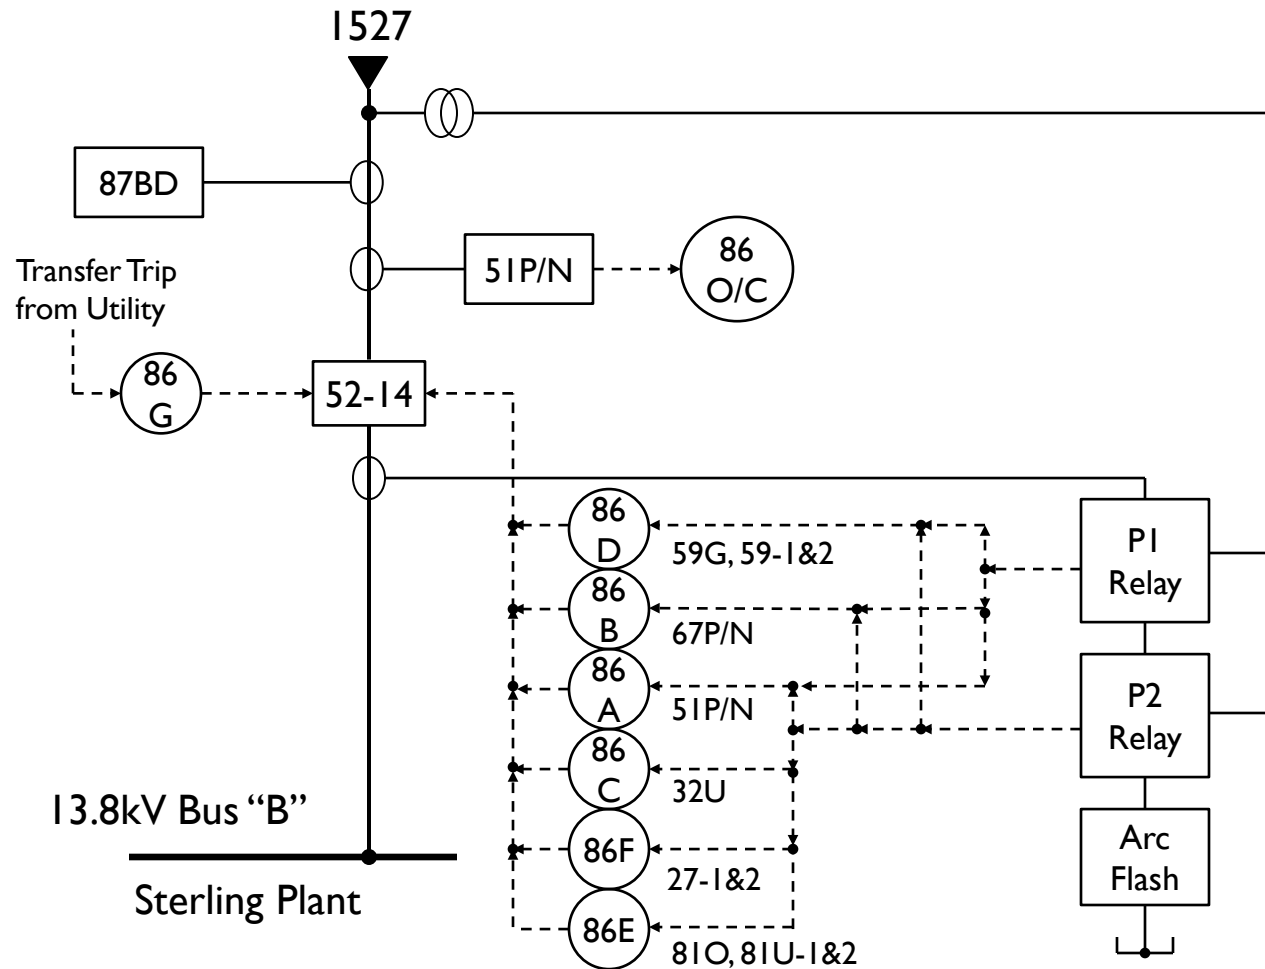 1527
87BD
51P/N
86
O/C
Transfer Trip
from Utility
86
G
52-14
86
D
59G, 59-1&2
P1
Relay
86
B
67P/N
86
A
51P/N
P2
Relay
86
C
32U
13.8kV Bus “B”
86F
27-1&2
Arc
Flash
Sterling Plant
86E
81O, 81U-1&2